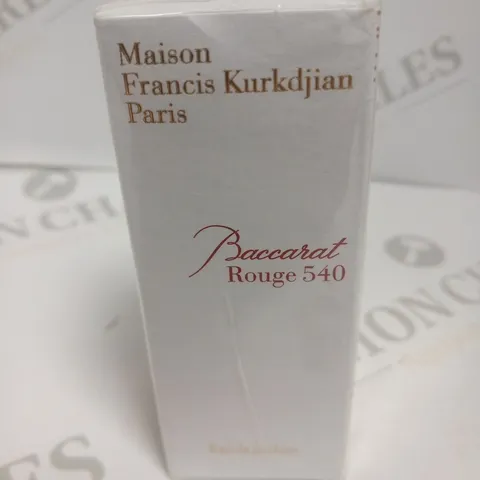 Maison
Francis Kurkdjian
Paris
Baccarat
Rouge 540